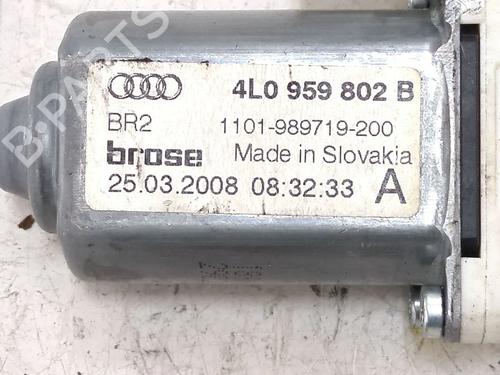 4L0 959 802 B
BR2 1101-989719-200
brose Made in Slovakia
25.03.2008 08:32:33 A
B-PARTS